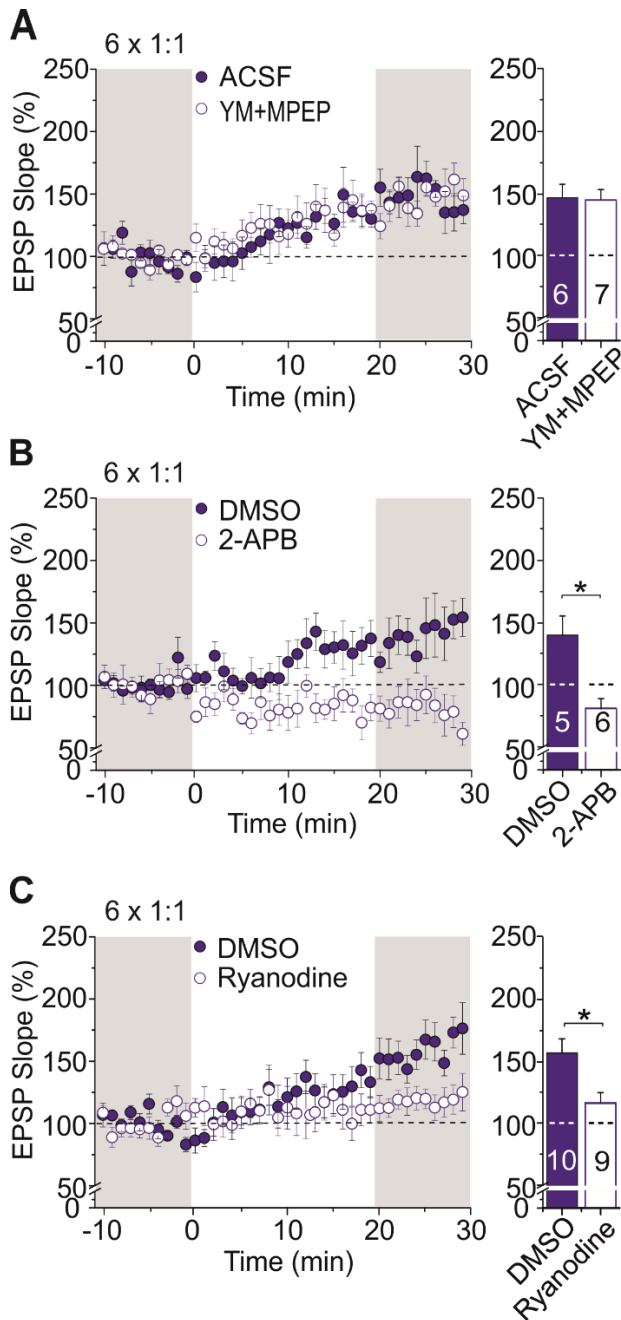 A
6 x 1:1
ACSF
YM+MPEP
EPSP Slope (%)
250
200
150
100
50
0
-10 0 10 20 30
Time (min)
250
200
150
100
50
0
6 7
ACSF
YM+MPEP
B
6 x 1:1
DMSO
2-APB
EPSP Slope (%)
250
200
150
100
50
0
-10 0 10 20 30
Time (min)
250
200
150
100
50
0
*
5 6
DMSO
2-APB
C
6 x 1:1
DMSO
Ryanodine
EPSP Slope (%)
250
200
150
100
50
0
-10 0 10 20 30
Time (min)
250
200
150
100
50
0
*
10 9
DMSO
Ryanodine